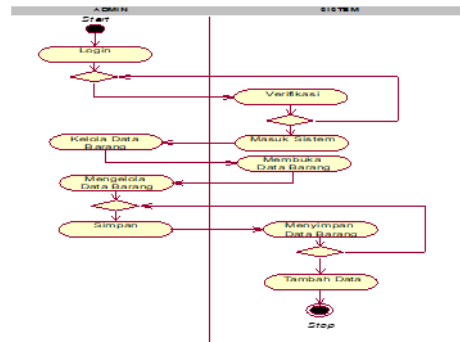 ADMIN
SISTEM
Start
Login
Verifikasi
Masuk Sistem
Kelola Data
Barang
Membuka
Data Barang
Mengelola
Data Barang
Simpan
Menyimpan
Data Barang
Tambah Data
Stop